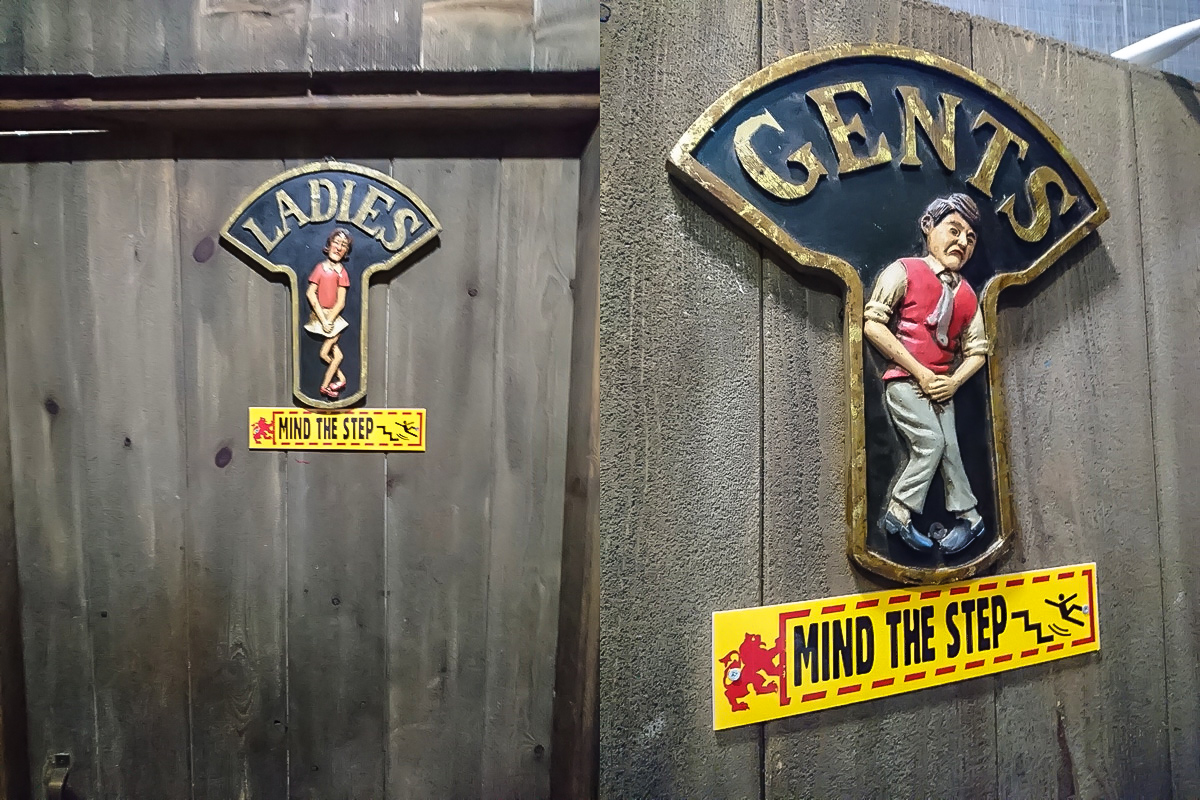 LADIES
MIND THE STEP
GENTS
MIND THE STEP